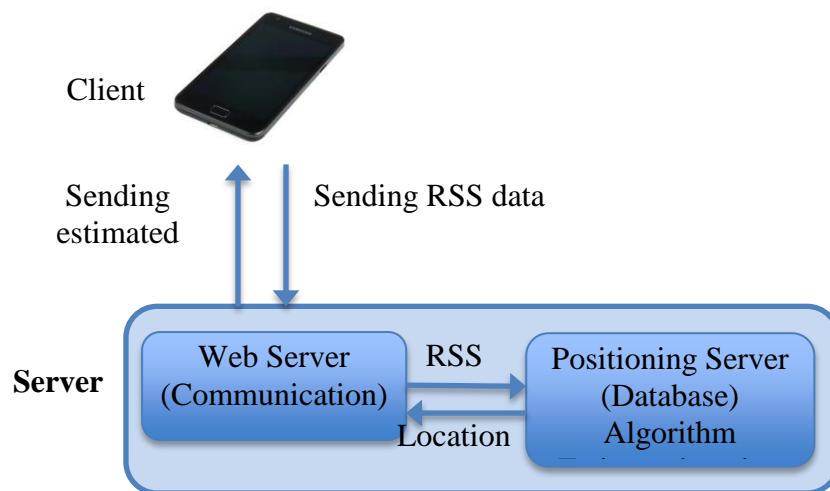 Client
Sending
estimated
Sending RSS data
Server
Web Server
(Communication)
RSS
Location
Positioning Server
(Database)
Algorithm